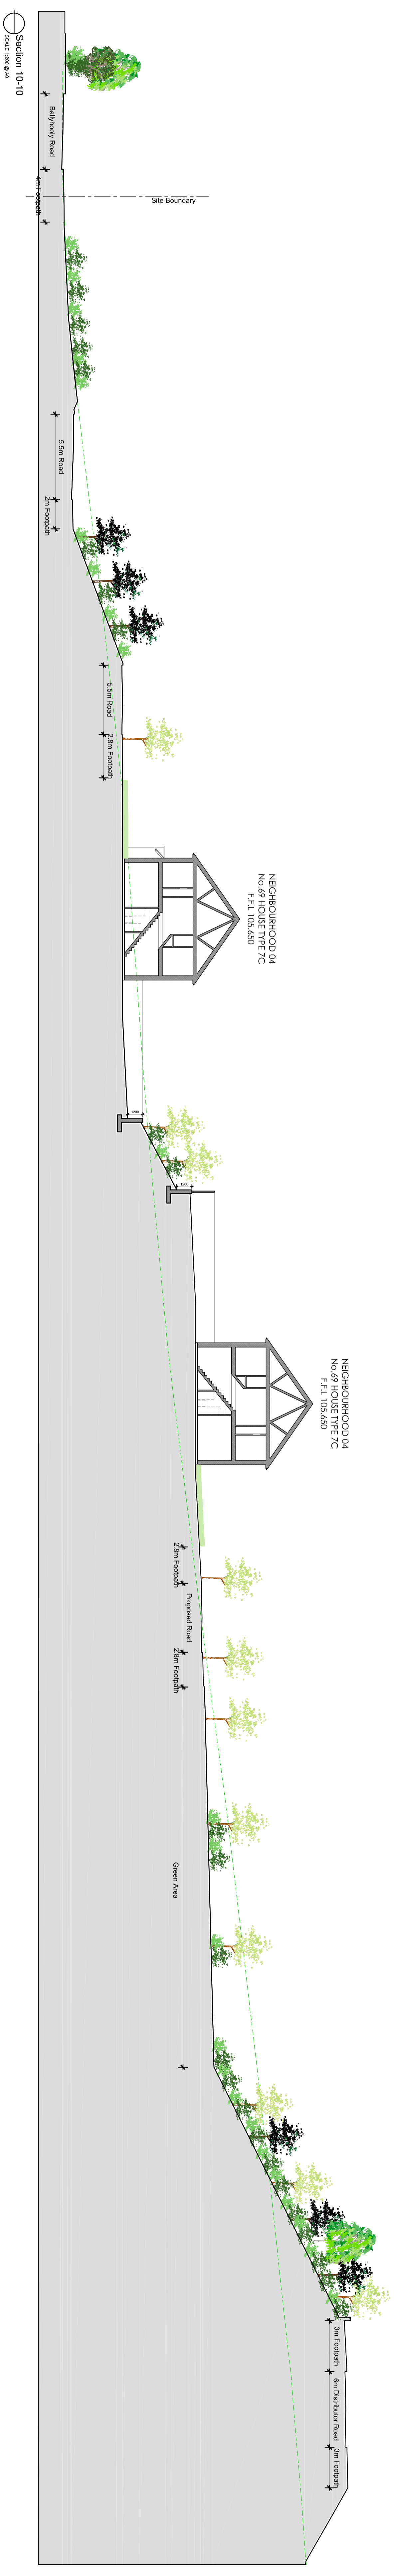 Section 10-10
SCALE 1:200 @ A0
Ballyhooly Road
4m Footpath
Site Boundary
5.5m Road
2m Footpath
5.5m Road
2.8m Footpath
NEIGHBOURHOOD 04
No.69 HOUSE TYPE 7C
F.F.L 105.650
1200
1200
NEIGHBOURHOOD 04
No.69 HOUSE TYPE 7C
F.F.L 105.650
2.8m Footpath
Proposed Road
2.8m Footpath
Green Area
3m Footpath
6m Distributor Road
3m Footpath